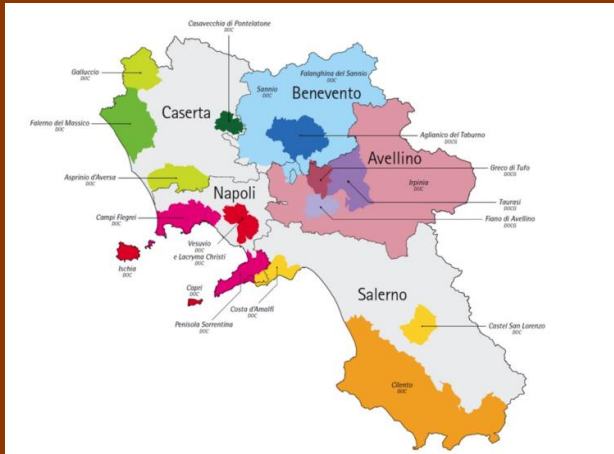 Casavecchia di Pontelatone
DOC
Galluccio
DOC
Falanghina del Sannio
DOC
Sannio
DOC
Benevento
Caserta
Falerno del Massico
DOC
Aglianico del Taburno
DOCG
Avellino
Greco di Tufo
DOCG
Asprinio d'Aversa
DOC
Irpinia
DOC
Napoli
Taurasi
DOCG
Campi Flegrei
DOC
Fiano di Avellino
DOCG
Vesuvio
e Lacryma Christi
DOC
Ischia
DOC
Capri
DOC
Salerno
Costa d'Amalfi
DOC
Penisola Sorrentina
DOC
Castel San Lorenzo
DOC
Cilento
DOC